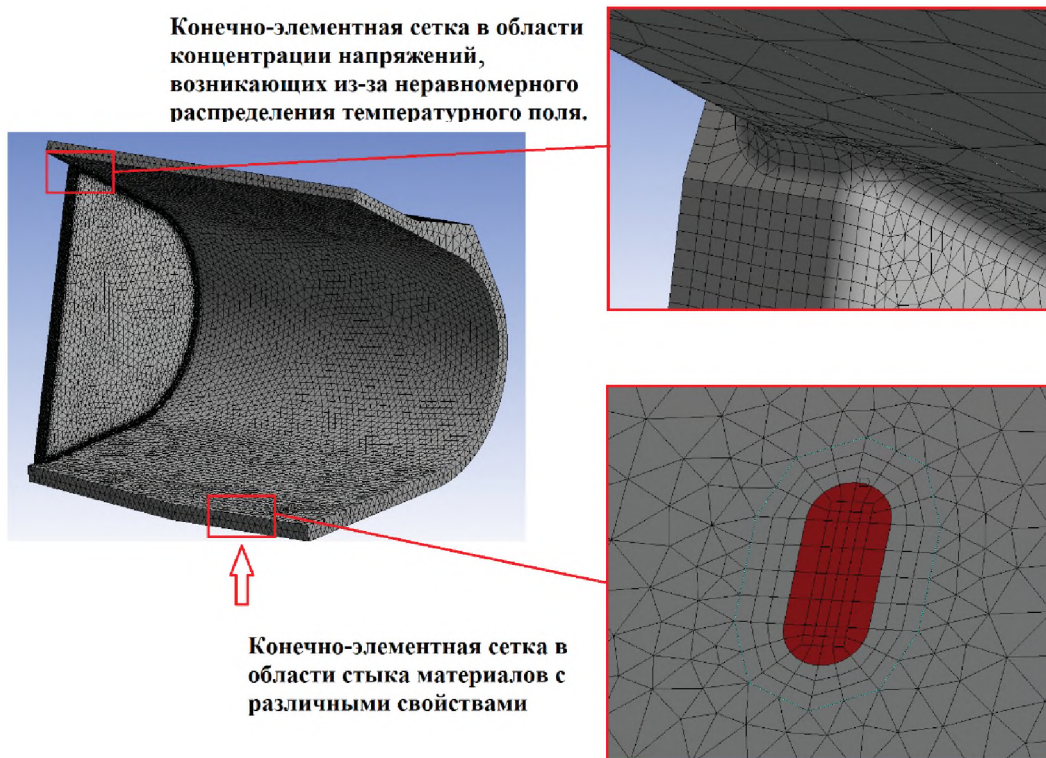 Конечно-элементная сетка в области
концентрации напряжений,
возникающих из-за неравномерного
распределения температурного поля.
Конечно-элементная сетка в
области стыка материалов с
различными свойствами